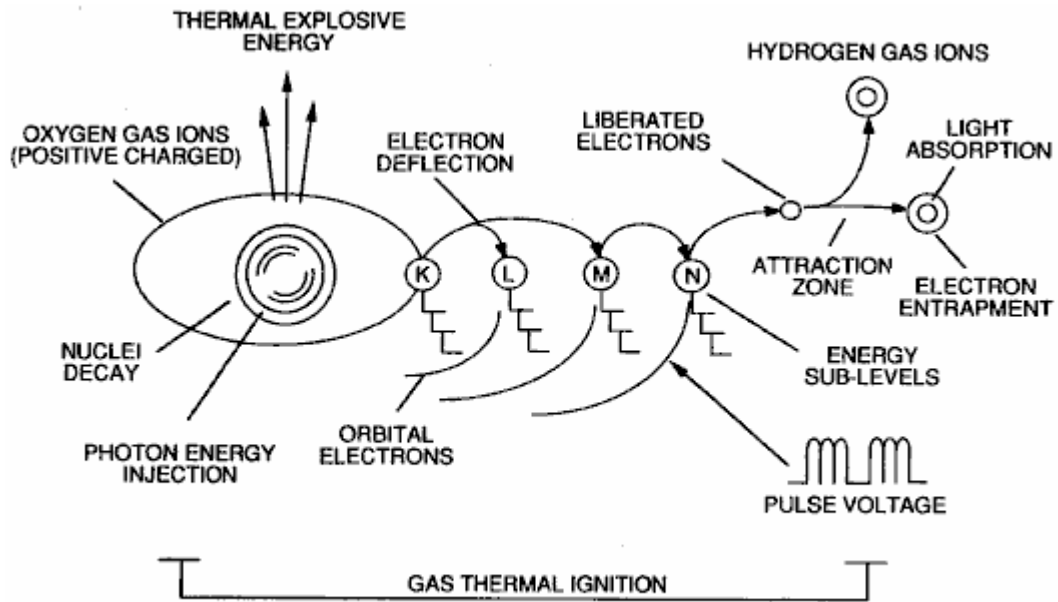 THERMAL EXPLOSIVE
ENERGY
HYDROGEN GAS IONS
OXYGEN GAS IONS
(POSITIVE CHARGED)
ELECTRON
DEFLECTION
LIBERATED
ELECTRONS
LIGHT
ABSORPTION
K
L
M
N
ATTRACTION
ZONE
ELECTRON
ENTRAPMENT
NUCLEI
DECAY
ENERGY
SUB-LEVELS
PHOTON ENERGY
INJECTION
ORBITAL
ELECTRONS
PULSE VOLTAGE
GAS THERMAL IGNITION